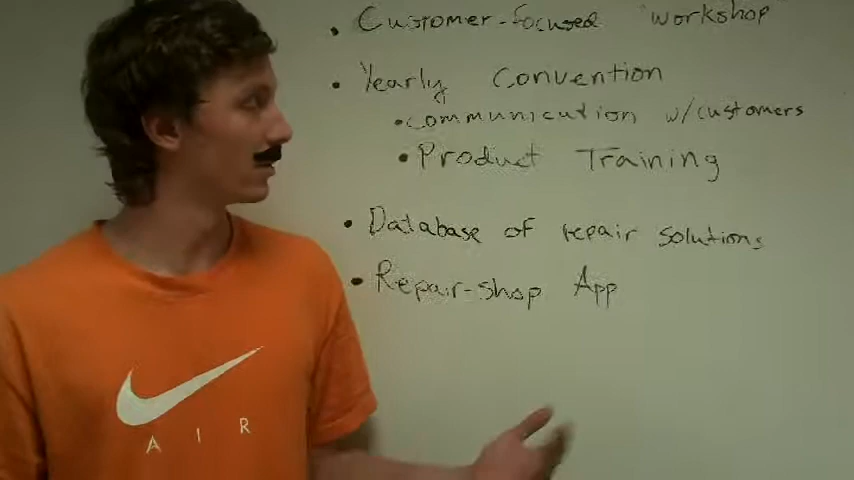 • Customer-focused workshop
• Yearly Convention
• communication w/customers
• Product Training
• Database of repair solutions
• Repair-shop App
AIR